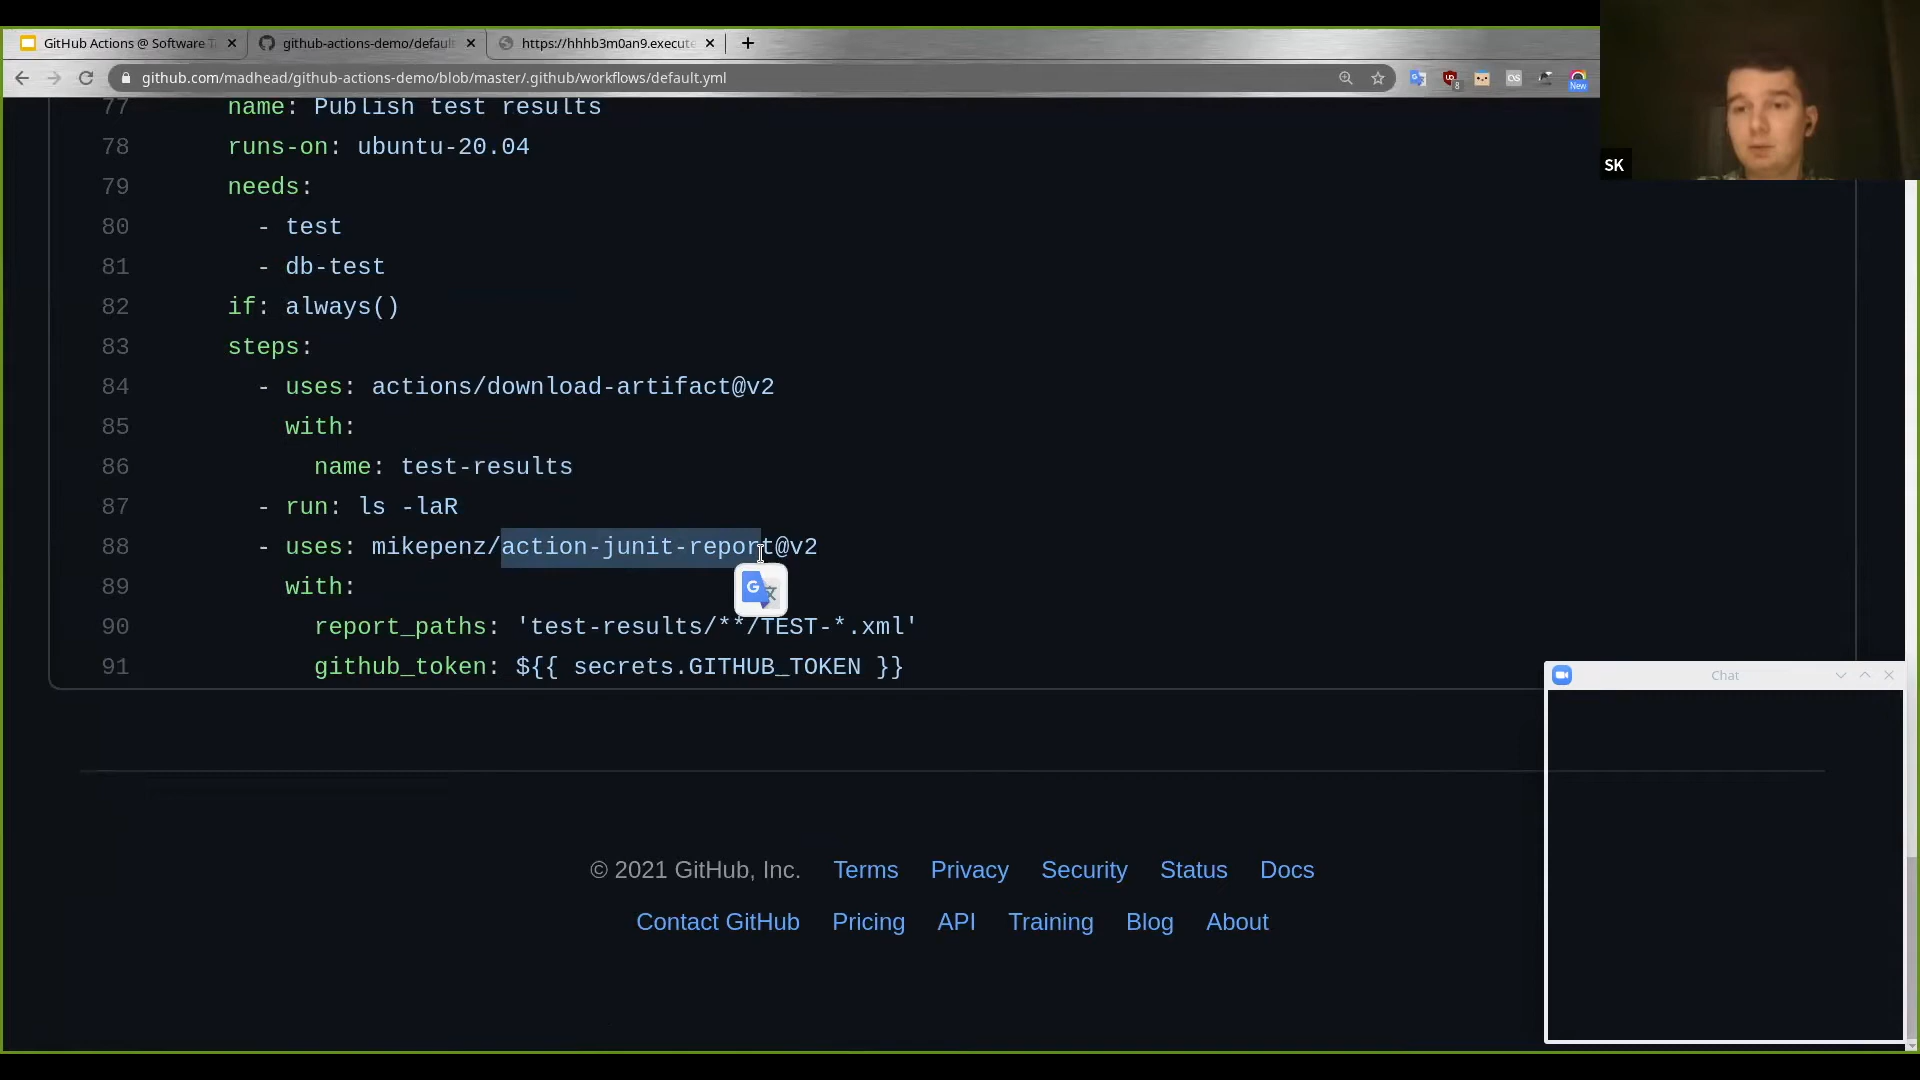 GitHub Actions @ Software T
github-actions-demo/defaul
https://hhhb3m0an9.execute
github.com/madhead/github-actions-demo/blob/master/.github/workflows/default.yml
8
New
SK
77 name: Publish test results
78 runs-on: ubuntu-20.04
79 needs:
80 - test
81 - db-test
82 if: always()
83 steps:
84 - uses: actions/download-artifact@v2
85 with:
86 name: test-results
87 - run: ls -laR
88 - uses: mikepenz/action-junit-report@v2
89 with:
90 report_paths: 'test-results/**/TEST-*.xml'
91 github_token: ${{ secrets.GITHUB_TOKEN }}
Chat
© 2021 GitHub, Inc. Terms Privacy Security Status Docs
Contact GitHub Pricing API Training Blog About